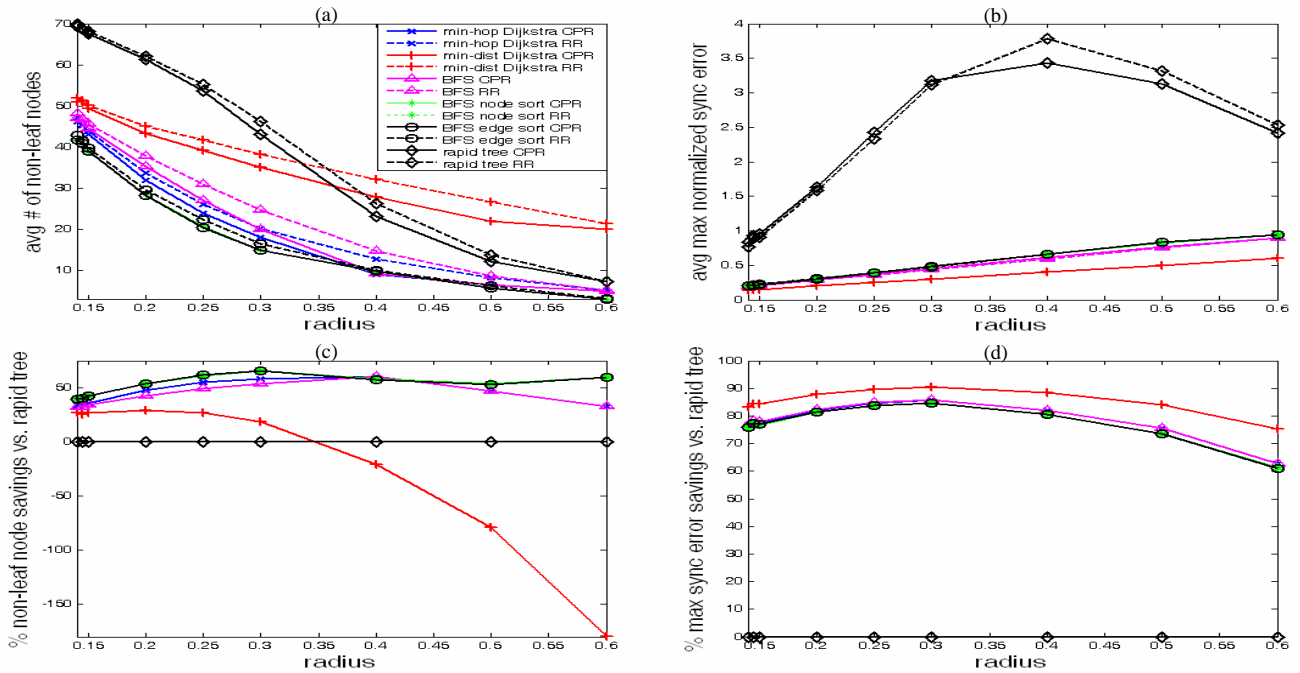 (a)
70
60
50
40
30
20
10
avg # of non-leaf nodes
min-hop Dijkstra CPR
min-hop Dijkstra RR
min-dist Dijkstra CPR
min-dist Dijkstra RR
BFS CPR
BFS RR
BFS node sort CPR
BFS node sort RR
BFS edge sort CPR
BFS edge sort RR
rapid tree CPR
rapid tree RR
0.15 0.2 0.25 0.3 0.35 0.4 0.45 0.5 0.55 0.6
radius
(b)
4
3.5
3
2.5
2
1.5
1
0.5
0
avg max normalized sync error
0.15 0.2 0.25 0.3 0.35 0.4 0.45 0.5 0.55 0.6
radius
(c)
50
0
-50
-100
-150
% non-leaf node savings vs. rapid tree
0.15 0.2 0.25 0.3 0.35 0.4 0.45 0.5 0.55 0.6
radius
(d)
100
90
80
70
60
50
40
30
20
10
0
% max sync error savings vs. rapid tree
0.15 0.2 0.25 0.3 0.35 0.4 0.45 0.5 0.55 0.6
radius